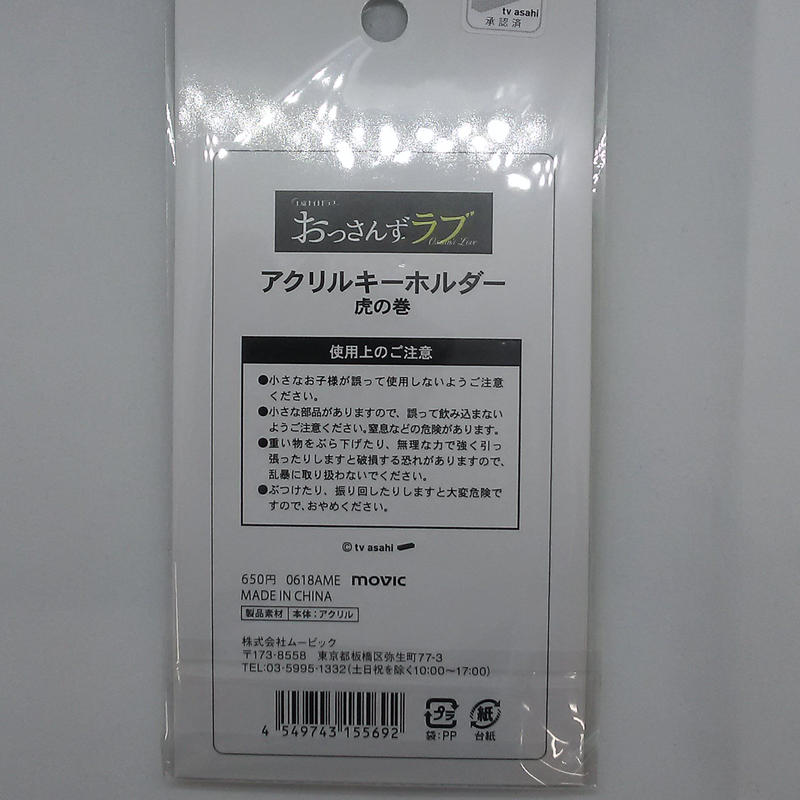 tv asahi
承認済
土曜ナイトドラマ
おっさんずラブ
Ossan's Love
アクリルキーホルダー
虎の巻
使用上のご注意
●小さなお子様が誤って使用しないようご注意
ください。
●小さな部品がありますので、誤って飲み込まない
ようご注意ください。窒息などの危険があります。
●重い物をぶら下げたり、無理な力で強く引っ
張ったりしますと破損する恐れがありますので、
乱暴に取り扱わないでください。
●ぶつけたり、振り回したりしますと大変危険で
すので、おやめください。
©tv asahi
650円 0618AME movic
MADE IN CHINA
製品素材 本体：アクリル
株式会社ムービック
〒173-8558 東京都板橋区弥生町77-3
TEL:03-5995-1332(土日祝を除く10:00〜17:00)
4 549743 155692
プラ 紙
袋:PP 台紙